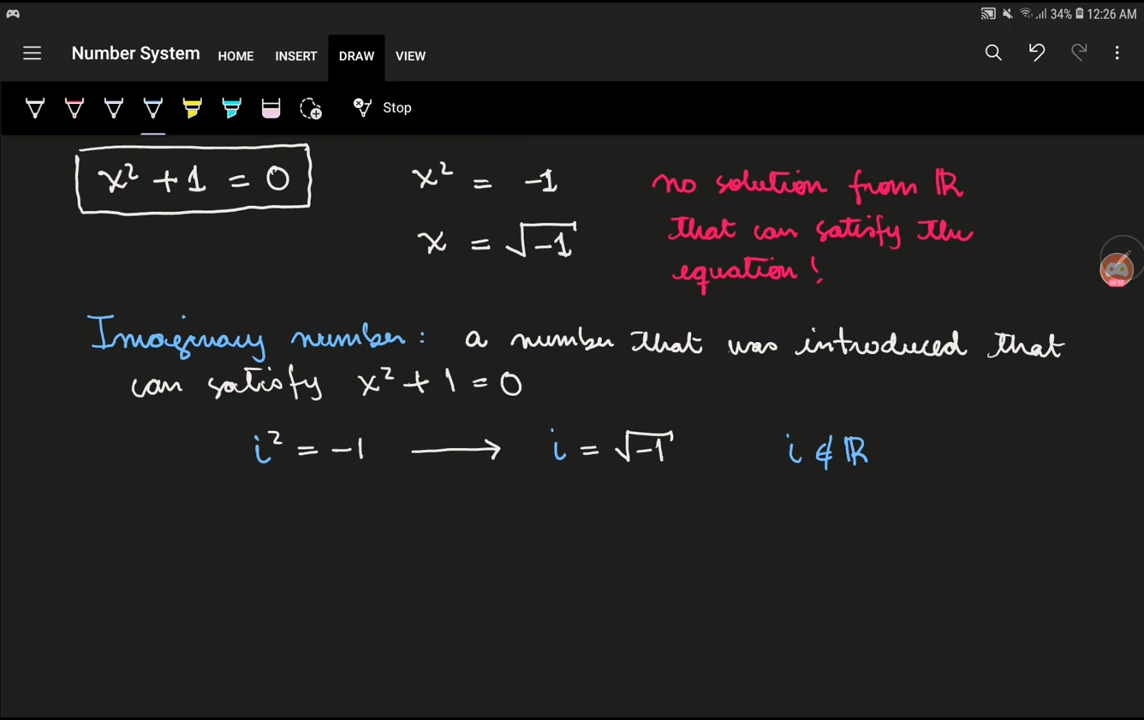 34% 12:26 AM
Number System HOME INSERT DRAW VIEW
Stop
x² + 1 = 0
x² = -1
x = √-1
no solution from ℝ
that can satisfy the
equation!
Imaginary number: a number that was introduced that
can satisfy x² + 1 = 0
i² = -1 ⟶ i = √-1 i ∉ ℝ